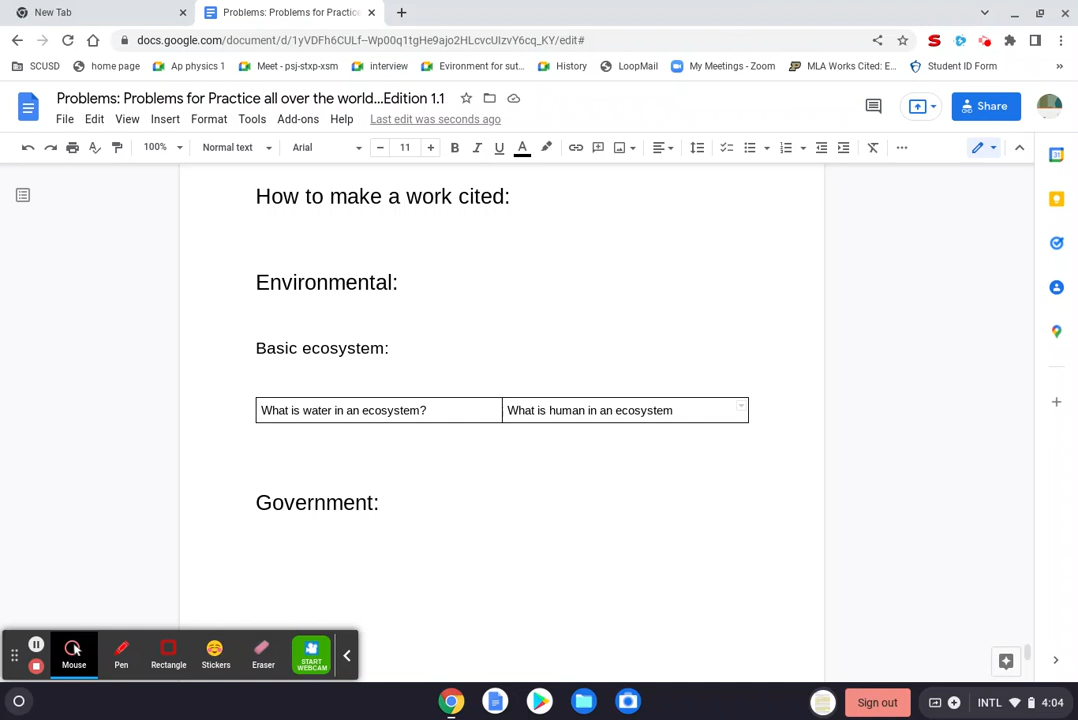 New Tab
Problems: Problems for Practice
docs.google.com/document/d/1yVDFh6CULf--Wp00q1tgHe9ajo2HLcvcUIzvY6cq_KY/edit#
SCUSD home page Ap physics 1 Meet - psj-stxp-xsm interview Evironment for sut... History LoopMail My Meetings - Zoom MLA Works Cited: E... Student ID Form »
Problems: Problems for Practice all over the world...Edition 1.1
Share
File Edit View Insert Format Tools Add-ons Help Last edit was seconds ago
100% Normal text Arial − 11 + B I U A
How to make a work cited:
Environmental:
Basic ecosystem:
What is water in an ecosystem? What is human in an ecosystem
Government:
Mouse Pen Rectangle Stickers Eraser START WEBCAM
Sign out INTL 4:04